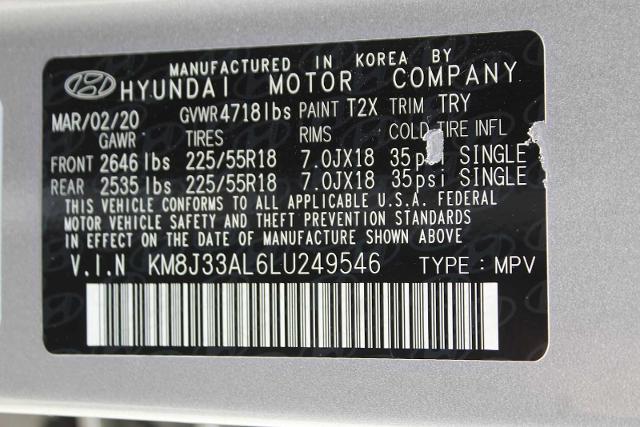 MANUFACTURED IN KOREA BY
HYUNDAI MOTOR COMPANY
MAR/02/20 GVWR 4718lbs PAINT T2X TRIM TRY
GAWR TIRES RIMS COLD TIRE INFL
FRONT 2646 lbs 225/55R18 7.0JX18 35psi SINGLE
REAR 2535 lbs 225/55R18 7.0JX18 35psi SINGLE
THIS VEHICLE CONFORMS TO ALL APPLICABLE U.S.A. FEDERAL
MOTOR VEHICLE SAFETY AND THEFT PREVENTION STANDARDS
IN EFFECT ON THE DATE OF MANUFACTURE SHOWN ABOVE
V.I.N KM8J33AL6LU249546 TYPE : MPV